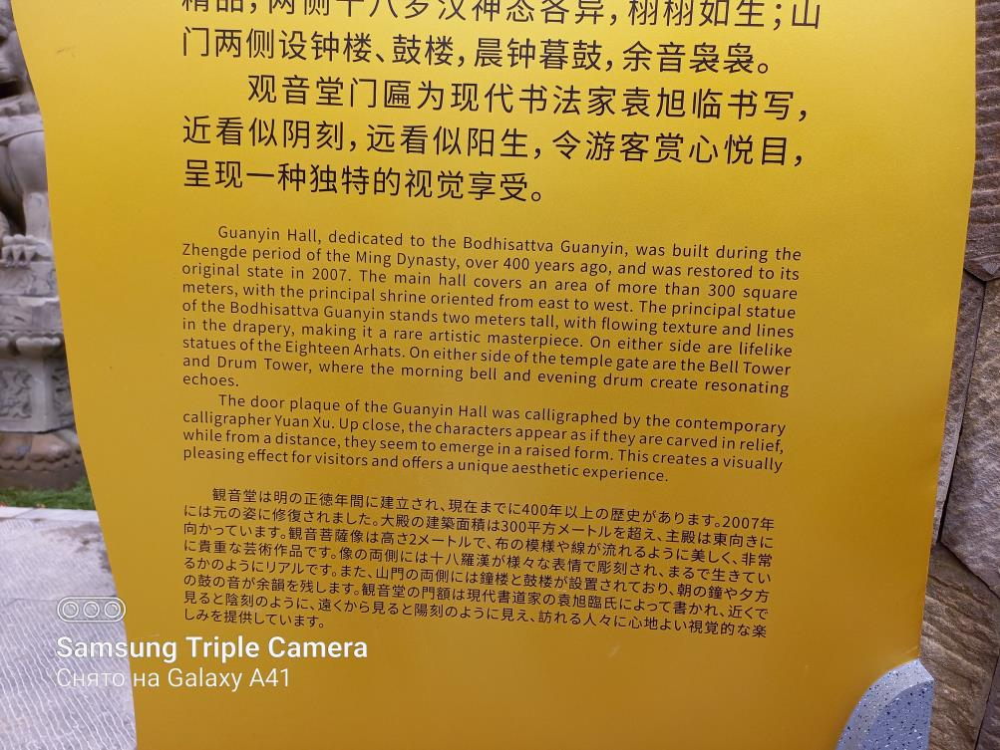 精品，两侧十八罗汉神态各异，栩栩如生；山
门两侧设钟楼、鼓楼，晨钟暮鼓，余音袅袅。
观音堂门匾为现代书法家袁旭临书写，
近看似阴刻，远看似阳生，令游客赏心悦目，
呈现一种独特的视觉享受。
Guanyin Hall, dedicated to the Bodhisattva Guanyin, was built during the
Zhengde period of the Ming Dynasty, over 400 years ago, and was restored to its
original state in 2007. The main hall covers an area of more than 300 square
meters, with the principal shrine oriented from east to west. The principal statue
of the Bodhisattva Guanyin stands two meters tall, with flowing texture and lines
in the drapery, making it a rare artistic masterpiece. On either side are lifelike
statues of the Eighteen Arhats. On either side of the temple gate are the Bell Tower
and Drum Tower, where the morning bell and evening drum create resonating
echoes.
The door plaque of the Guanyin Hall was calligraphed by the contemporary
calligrapher Yuan Xu. Up close, the characters appear as if they are carved in relief,
while from a distance, they seem to emerge in a raised form. This creates a visually
pleasing effect for visitors and offers a unique aesthetic experience.
観音堂は明の正徳年間に建立され、現在までに400年以上の歴史があります。2007年
には元の姿に修復されました。大殿の建築面積は300平方メートルを超え、主殿は東向きに
向かっています。観音菩薩像は高さ2メートルで、布の模様や線が流れるように美しく、非常
に貴重な芸術作品です。像の両側には十八羅漢が様々な表情で彫刻され、まるで生きてい
るかのようにリアルです。また、山門の両側には鐘楼と鼓楼が設置されており、朝の鐘や夕方
の鼓の音が余韻を残します。観音堂の門額は現代書道家の袁旭臨氏によって書かれ、近くで
見ると陰刻のように、遠くから見ると陽刻のように見え、訪れる人々に心地よい視覚的な楽
しみを提供しています。
Samsung Triple Camera
Снято на Galaxy A41